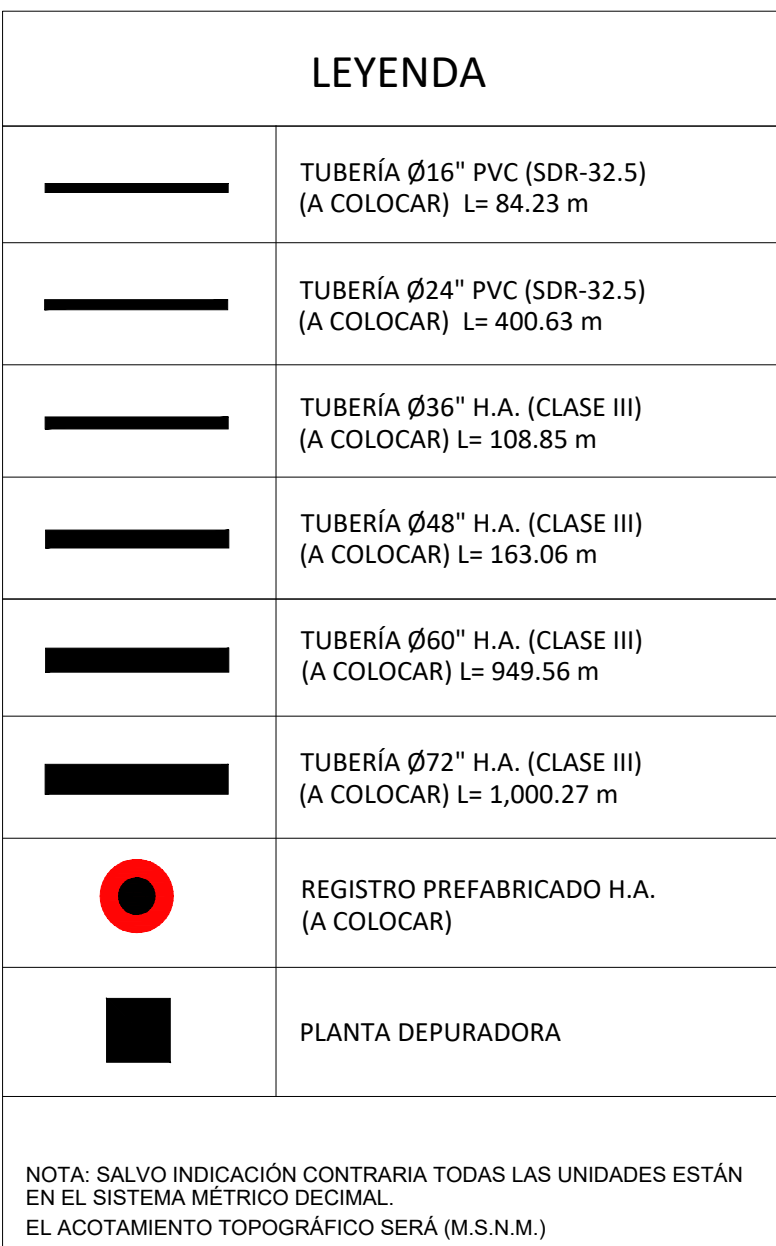 LEYENDA
TUBERÍA Ø16" PVC (SDR-32.5)
(A COLOCAR) L= 84.23 m
TUBERÍA Ø24" PVC (SDR-32.5)
(A COLOCAR) L= 400.63 m
TUBERÍA Ø36" H.A. (CLASE III)
(A COLOCAR) L= 108.85 m
TUBERÍA Ø48" H.A. (CLASE III)
(A COLOCAR) L= 163.06 m
TUBERÍA Ø60" H.A. (CLASE III)
(A COLOCAR) L= 949.56 m
TUBERÍA Ø72" H.A. (CLASE III)
(A COLOCAR) L= 1,000.27 m
REGISTRO PREFABRICADO H.A.
(A COLOCAR)
PLANTA DEPURADORA
NOTA: SALVO INDICACIÓN CONTRARIA TODAS LAS UNIDADES ESTÁN
EN EL SISTEMA MÉTRICO DECIMAL.
EL ACOTAMIENTO TOPOGRÁFICO SERÁ (M.S.N.M.)